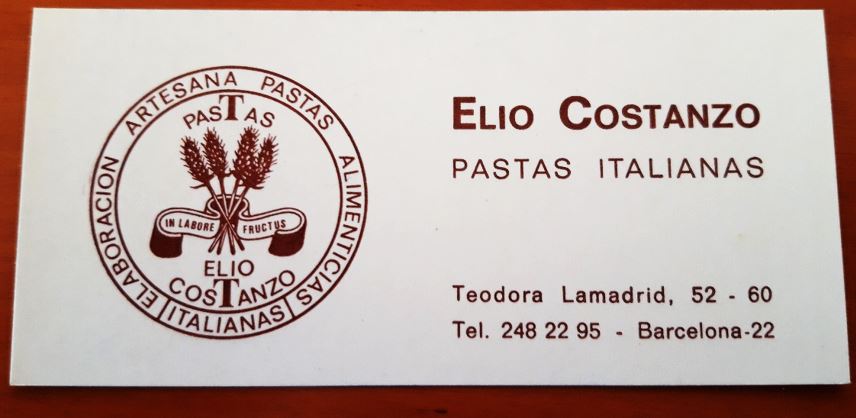 ELABORACION ARTESANA PASTAS ALIMENTICIAS
ITALIANAS
PASTAS
IN LABORE FRUCTUS
ELIO
COSTANZO
ELIO COSTANZO
PASTAS ITALIANAS
Teodora Lamadrid, 52 - 60
Tel. 248 22 95 - Barcelona-22